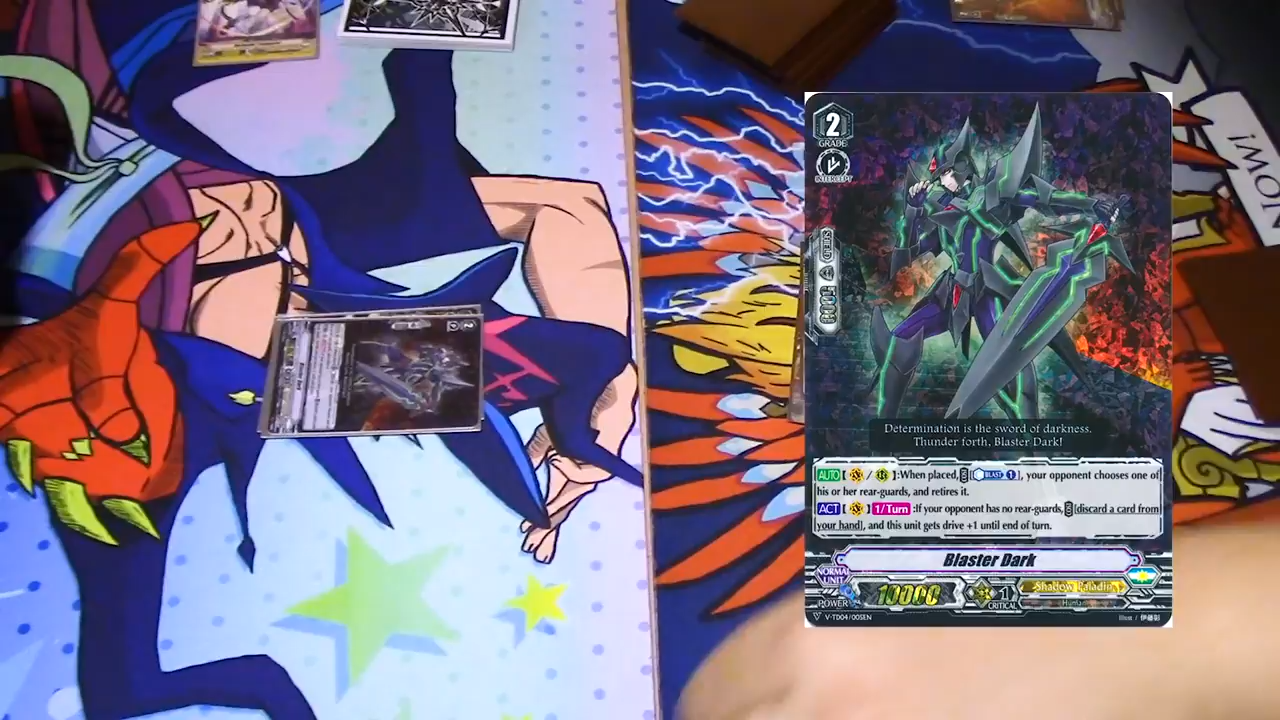 ¡WON
2
GRADE
INTERCEPT
SHIELD
Determination is the sword of darkness.
Thunder forth, Blaster Dark!
AUTO [ / ]:When placed, [BLAST 1], your opponent chooses one of
his or her rear-guards, and retires it.
ACT [ ] 1/Turn :If your opponent has no rear-guards, [discard a card from
your hand], and this unit gets drive +1 until end of turn.
Blaster Dark
NORMAL
UNIT
POWER
10000
1
CRITICAL
Shadow Paladin
Human
V-TD04/005EN
Illust / 伊藤彰